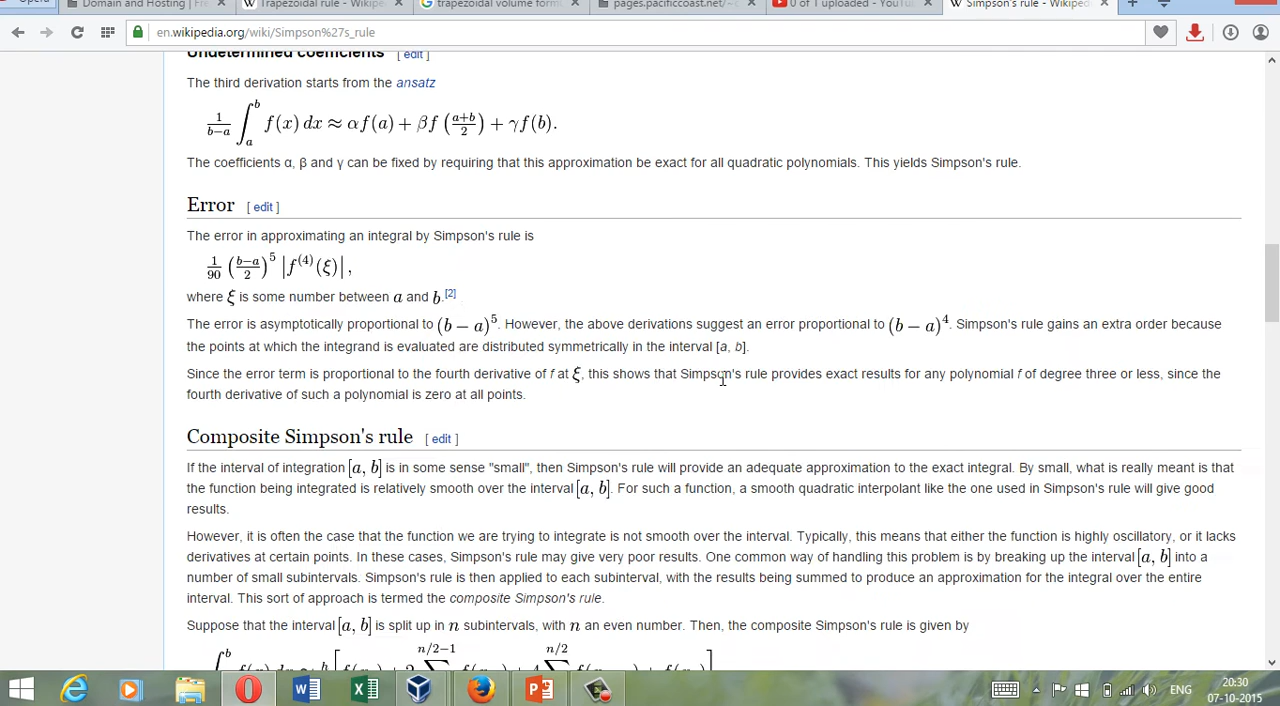 Opera
Domain and Hosting | Fre
Trapezoidal rule - Wikipe
trapezoidal volume form
pages.pacificcoast.net/~
0 of 1 uploaded - YouTu
Simpson's rule - Wikiped
en.wikipedia.org/wiki/Simpson%27s_rule
Undetermined coefficients [ edit ]
The third derivation starts from the ansatz
1/(b−a) ∫_a^b f(x) dx ≈ αf(a) + βf((a+b)/2) + γf(b).
The coefficients α, β and γ can be fixed by requiring that this approximation be exact for all quadratic polynomials. This yields Simpson's rule.
Error [ edit ]
The error in approximating an integral by Simpson's rule is
1/90 ((b−a)/2)^5 |f^(4)(ξ)|,
where ξ is some number between a and b.[2]
The error is asymptotically proportional to (b − a)^5. However, the above derivations suggest an error proportional to (b − a)^4. Simpson's rule gains an extra order because
the points at which the integrand is evaluated are distributed symmetrically in the interval [a, b].
Since the error term is proportional to the fourth derivative of f at ξ, this shows that Simpson's rule provides exact results for any polynomial f of degree three or less, since the
fourth derivative of such a polynomial is zero at all points.
Composite Simpson's rule [ edit ]
If the interval of integration [a, b] is in some sense "small", then Simpson's rule will provide an adequate approximation to the exact integral. By small, what is really meant is that
the function being integrated is relatively smooth over the interval [a, b]. For such a function, a smooth quadratic interpolant like the one used in Simpson's rule will give good
results.
However, it is often the case that the function we are trying to integrate is not smooth over the interval. Typically, this means that either the function is highly oscillatory, or it lacks
derivatives at certain points. In these cases, Simpson's rule may give very poor results. One common way of handling this problem is by breaking up the interval [a, b] into a
number of small subintervals. Simpson's rule is then applied to each subinterval, with the results being summed to produce an approximation for the integral over the entire
interval. This sort of approach is termed the composite Simpson's rule.
Suppose that the interval [a, b] is split up in n subintervals, with n an even number. Then, the composite Simpson's rule is given by
n/2−1 n/2
ENG
20:30
07-10-2015